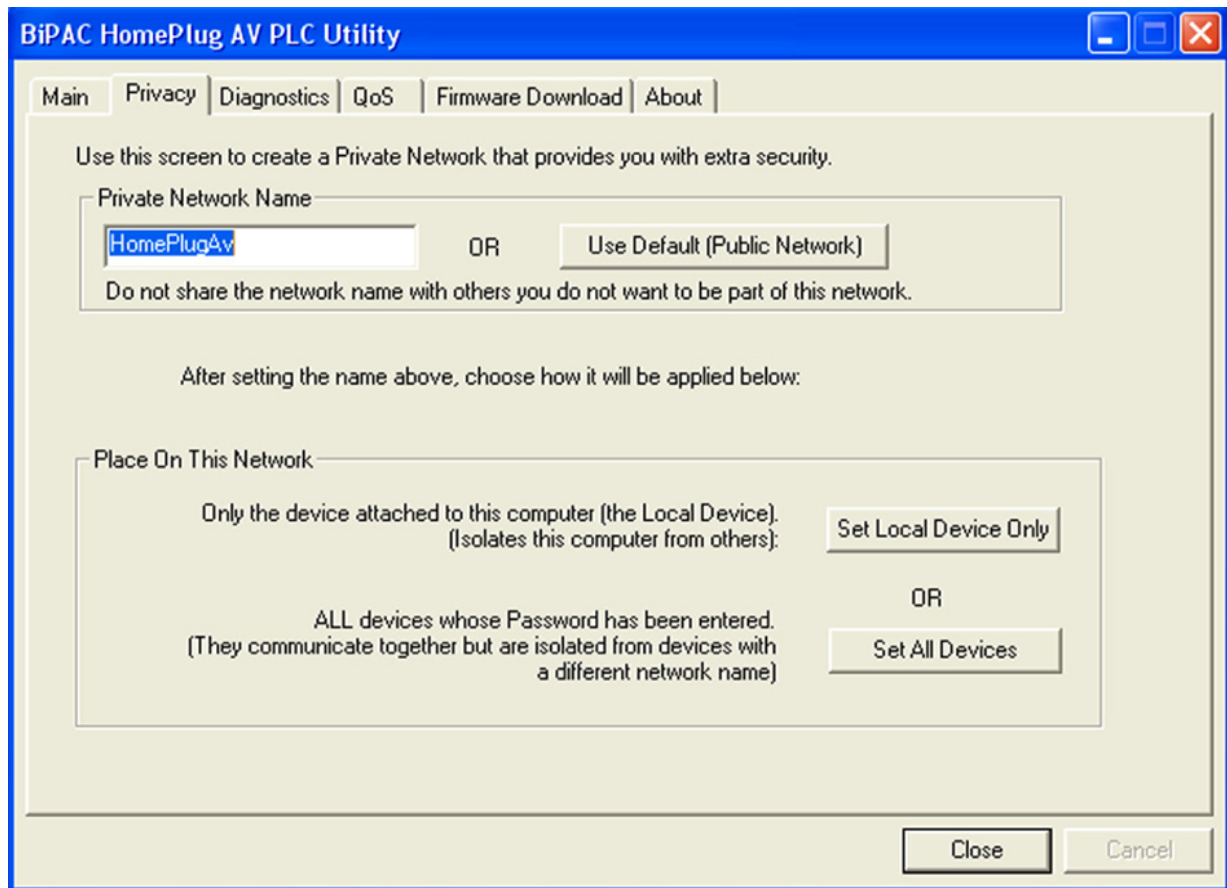 BiPAC HomePlug AV PLC Utility
Main Privacy Diagnostics QoS Firmware Download About
Use this screen to create a Private Network that provides you with extra security.
Private Network Name
HomePlugAv OR Use Default (Public Network)
Do not share the network name with others you do not want to be part of this network.
After setting the name above, choose how it will be applied below:
Place On This Network
Only the device attached to this computer (the Local Device).
(Isolates this computer from others):
Set Local Device Only
OR
ALL devices whose Password has been entered.
(They communicate together but are isolated from devices with
a different network name)
Set All Devices
Close Cancel